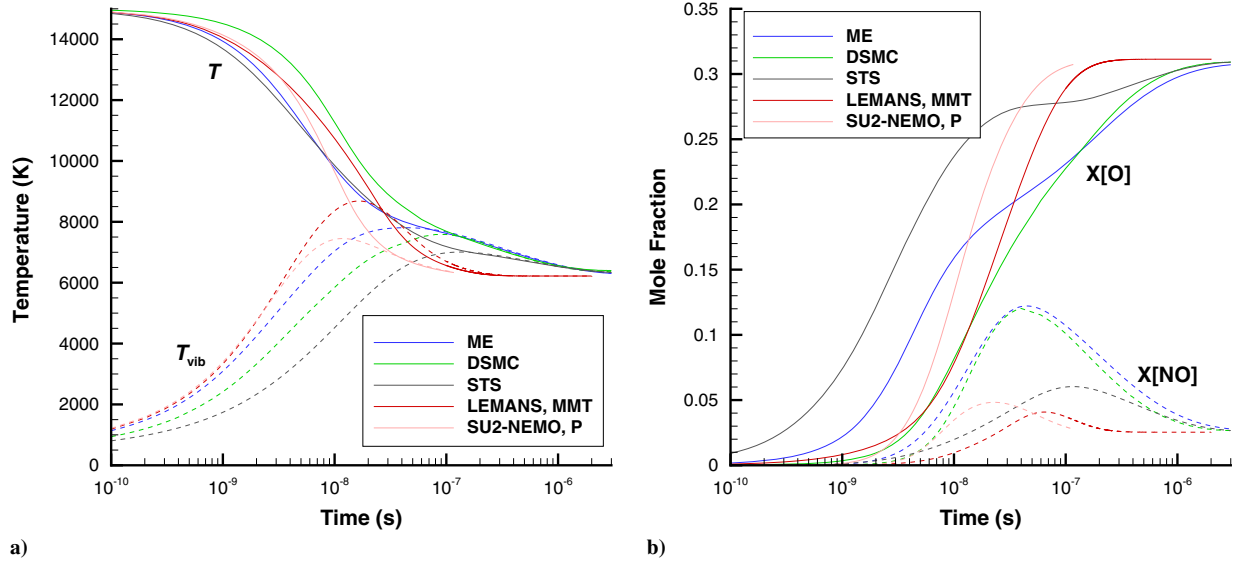 14000
12000
10000
8000
6000
4000
2000
0
Temperature (K)
T
Tvib
ME
DSMC
STS
LEMANS, MMT
SU2-NEMO, P
10-10
10-9
10-8
10-7
10-6
Time (s)
a)
0.35
0.3
0.25
0.2
0.15
0.1
0.05
0
Mole Fraction
ME
DSMC
STS
LEMANS, MMT
SU2-NEMO, P
X[O]
X[NO]
10-10
10-9
10-8
10-7
10-6
Time (s)
b)